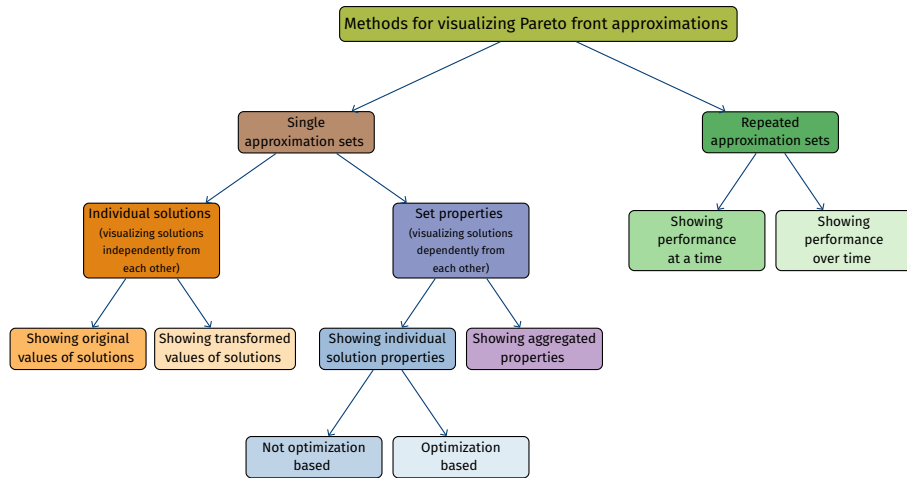 Methods for visualizing Pareto front approximations
Single
approximation sets
Repeated
approximation sets
Individual solutions
(visualizing solutions
independently from
each other)
Set properties
(visualizing solutions
dependently from
each other)
Showing
performance
at a time
Showing
performance
over time
Showing original
values of solutions
Showing transformed
values of solutions
Showing individual
solution properties
Showing aggregated
properties
Not optimization
based
Optimization
based